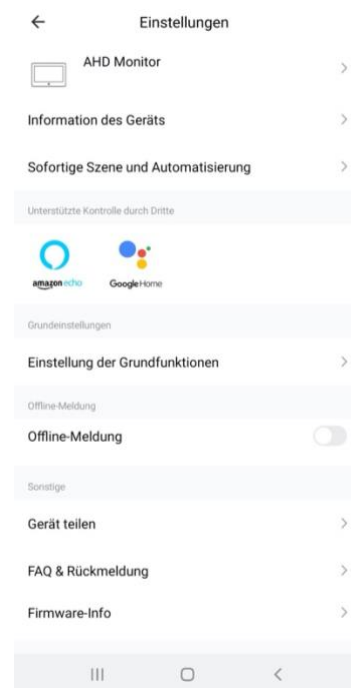 Einstellungen
AHD Monitor
Information des Geräts
Sofortige Szene und Automatisierung
Unterstützte Kontrolle durch Dritte
amazon echo
Google Home
Grundeinstellungen
Einstellung der Grundfunktionen
Offline-Meldung
Offline-Meldung
Sonstige
Gerät teilen
FAQ & Rückmeldung
Firmware-Info